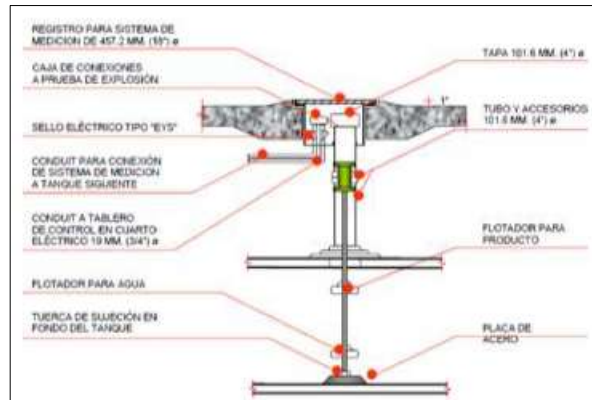 REGISTRO PARA SISTEMA DE
MEDICION DE 457.2 MM. (18") ø
CAJA DE CONEXIONES
A PRUEBA DE EXPLOSIÓN
SELLO ELÉCTRICO TIPO "EYS"
CONDUIT PARA CONEXIÓN
DE SISTEMA DE MEDICION
A TANQUE SIGUIENTE
CONDUIT A TABLERO
DE CONTROL EN CUARTO
ELÉCTRICO 19 MM. (3/4") ø
FLOTADOR PARA AGUA
TUERCA DE SUJECIÓN EN
FONDO DEL TANQUE
TAPA 101.6 MM. (4") ø
1"
TUBO Y ACCESORIOS
101.6 MM. (4") ø
FLOTADOR PARA
PRODUCTO
PLACA DE
ACERO